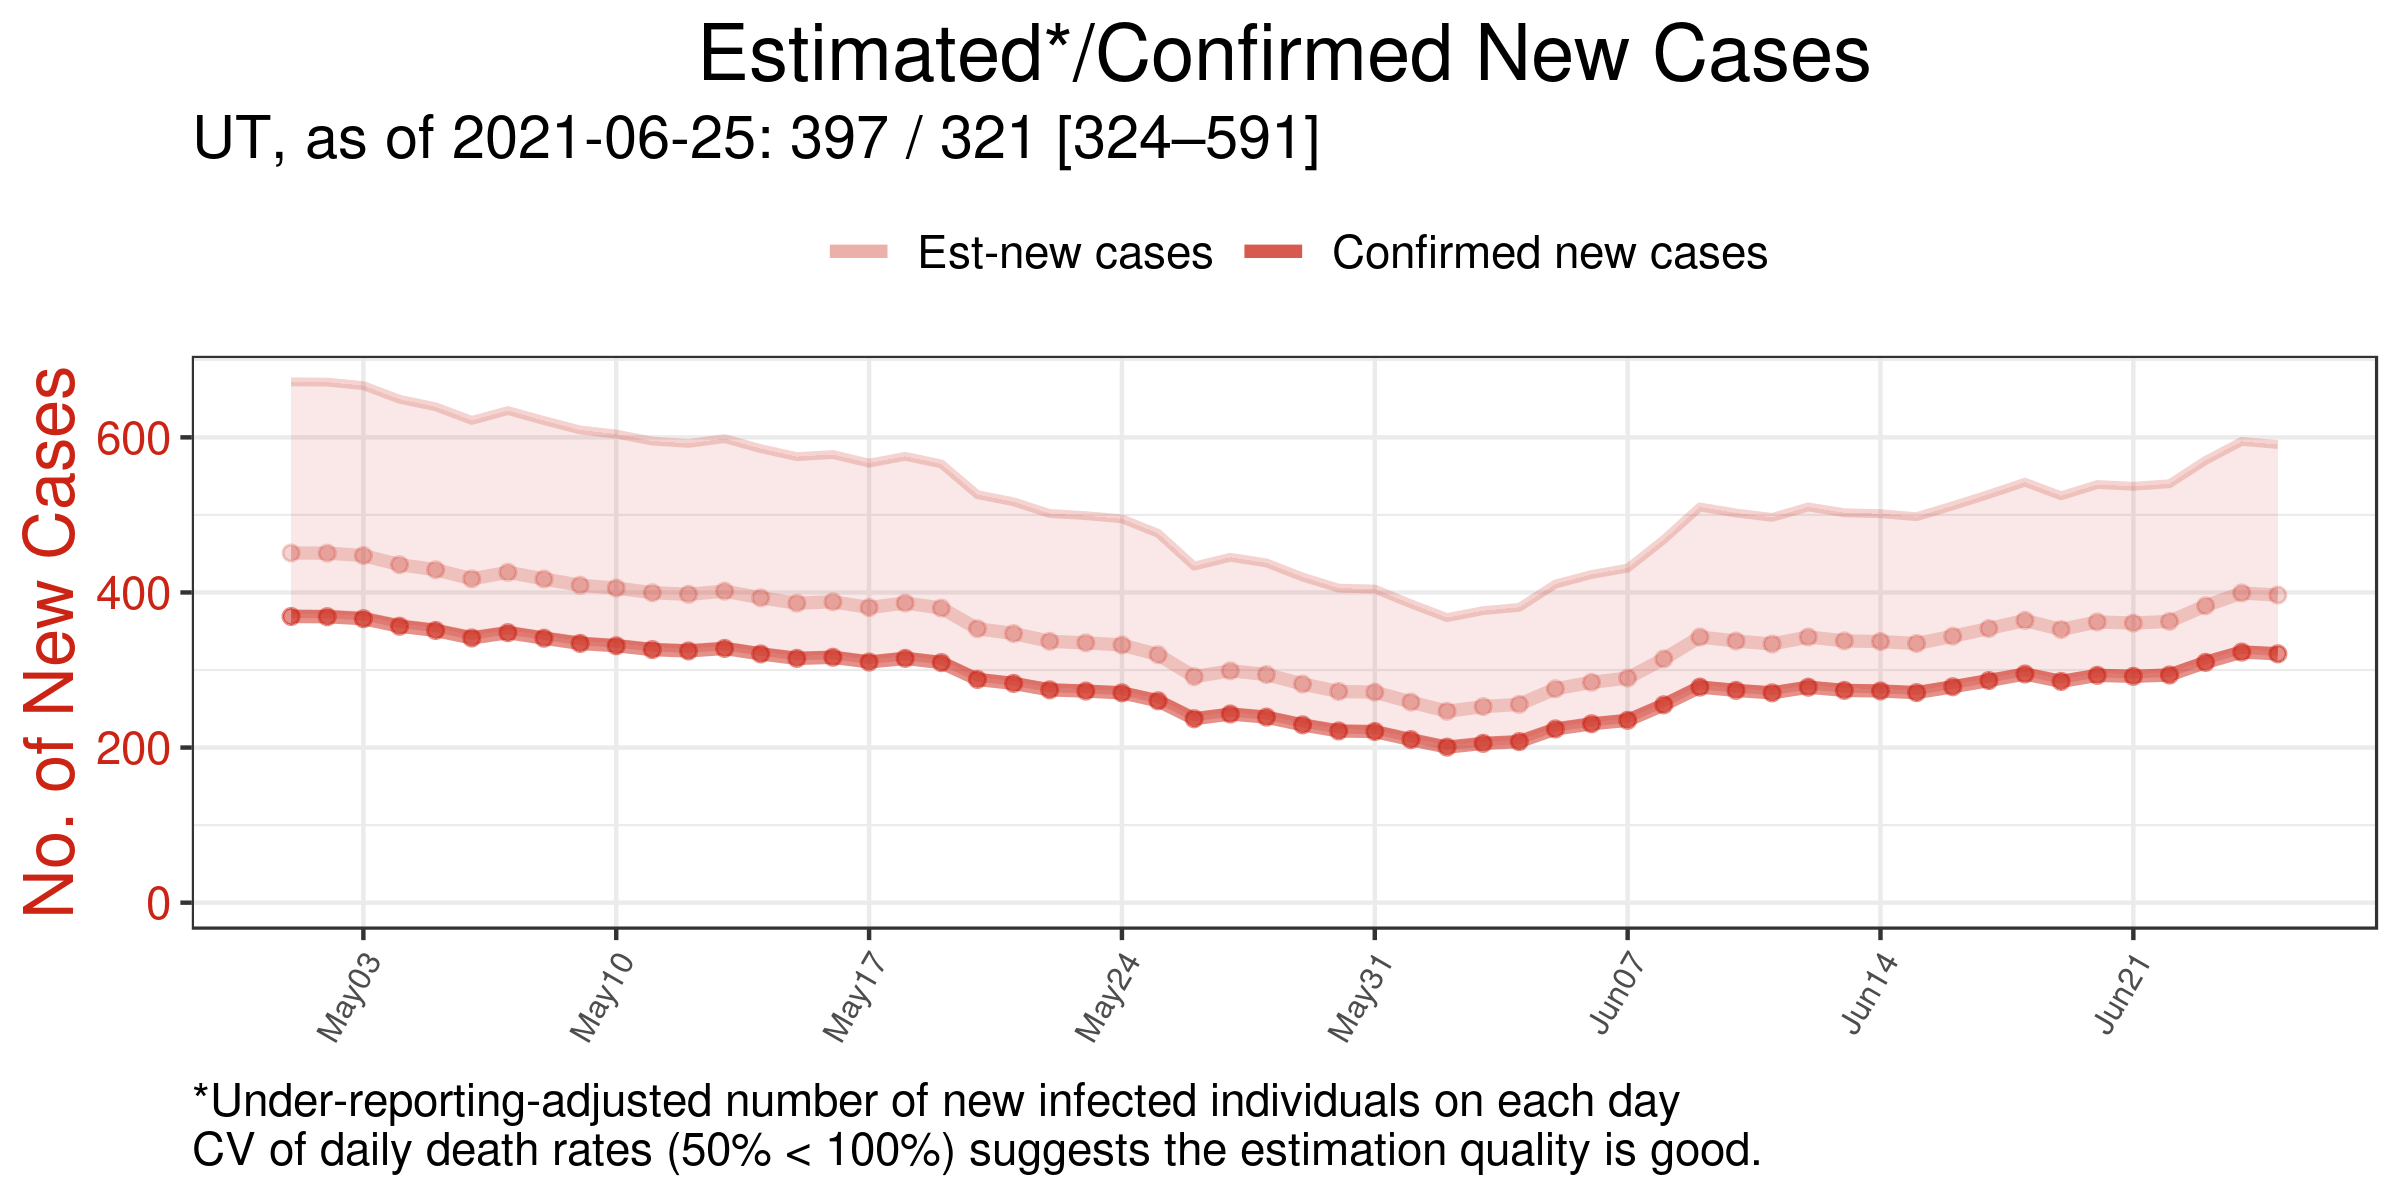 Estimated*/Confirmed New Cases
UT, as of 2021-06-25: 397 / 321 [324–591]
Est-new cases
Confirmed new cases
No. of New Cases
600
400
200
0
May03
May10
May17
May24
May31
Jun07
Jun14
Jun21
*Under-reporting-adjusted number of new infected individuals on each day
CV of daily death rates (50% < 100%) suggests the estimation quality is good.